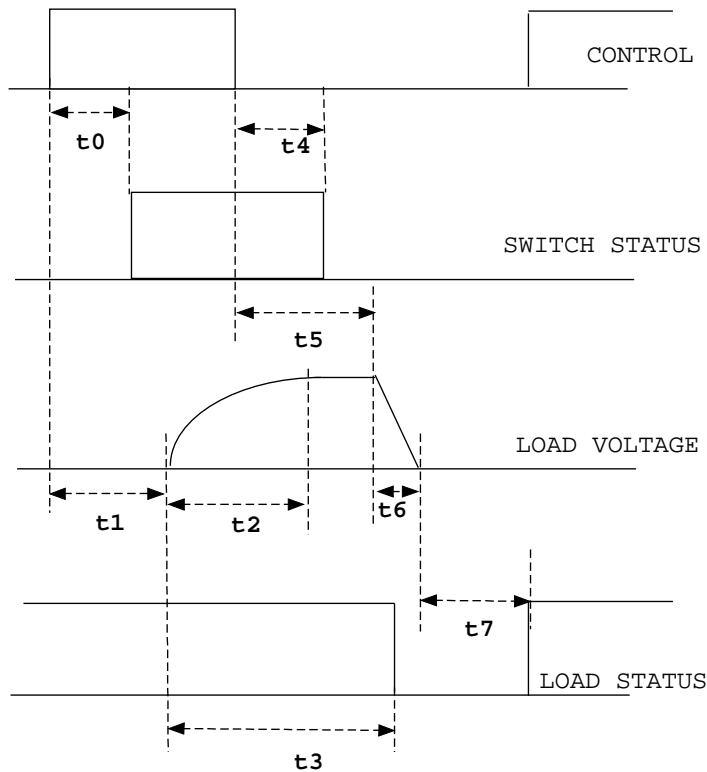 CONTROL
t0
t4
SWITCH STATUS
t5
LOAD VOLTAGE
t1
t2
t6
t7
LOAD STATUS
t3